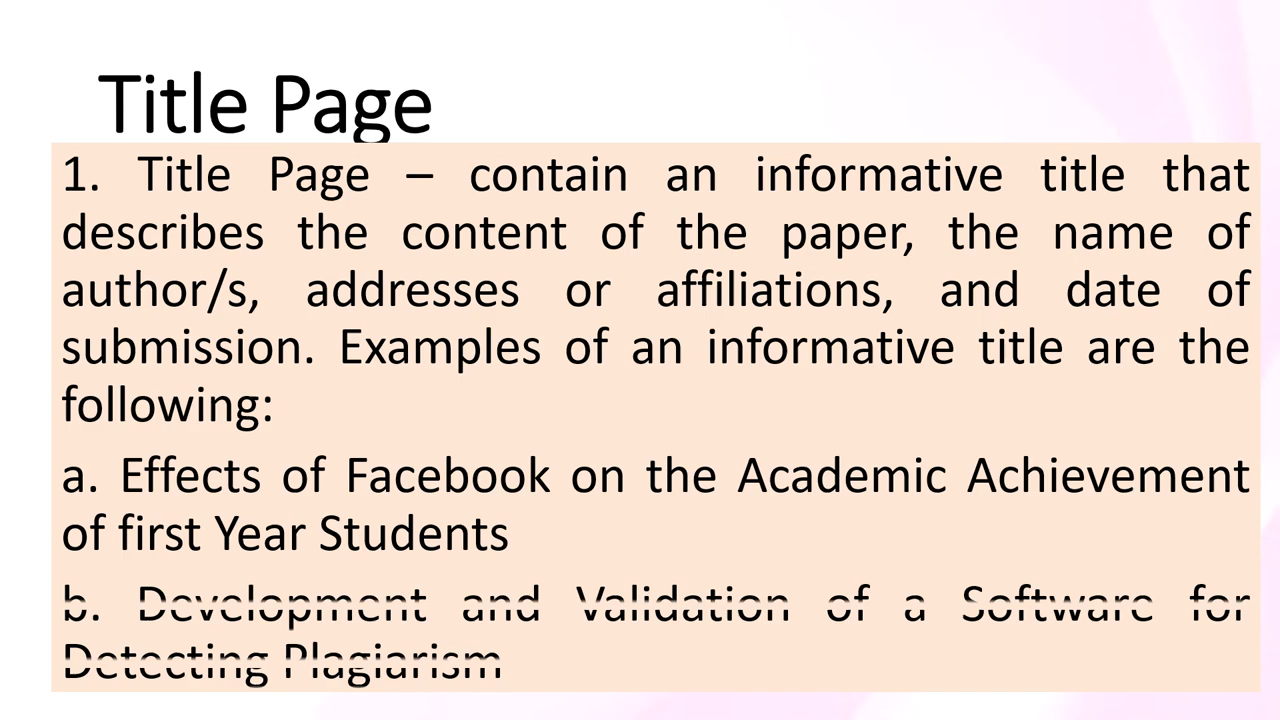 Title Page
1. Title Page – contain an informative title that
describes the content of the paper, the name of
author/s, addresses or affiliations, and date of
submission. Examples of an informative title are the
following:
a. Effects of Facebook on the Academic Achievement
of first Year Students
b. Development and Validation of a Software for
Detecting Plagiarism